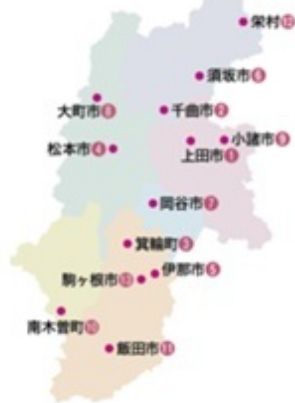 栄村⑫
須坂市⑥
大町市⑧
千曲市②
小諸市⑨
松本市④
上田市①
岡谷市⑦
箕輪町③
伊那市⑤
駒ヶ根市⑬
南木曽町⑩
飯田市⑪